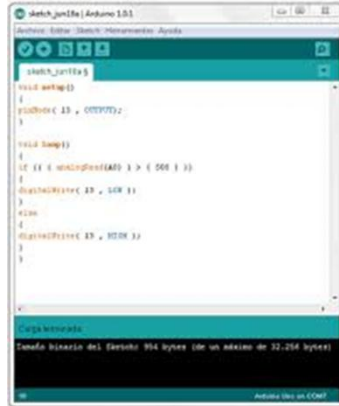 sketch_jun18a | Arduino 1.0.1
Archivo Editar Sketch Herramientas Ayuda
sketch_jun18a §
void setup()
{
pinMode( 13 , OUTPUT);
}
void loop()
{
if (( analogRead(A0) ) > ( 500 ) )
{
digitalWrite( 13 , LOW );
}
else
{
digitalWrite( 13 , HIGH );
}
}
Carga terminada.
Tamaño binario del Sketch: 954 bytes (de un máximo de 32.256 bytes)
Arduino Uno on COM7